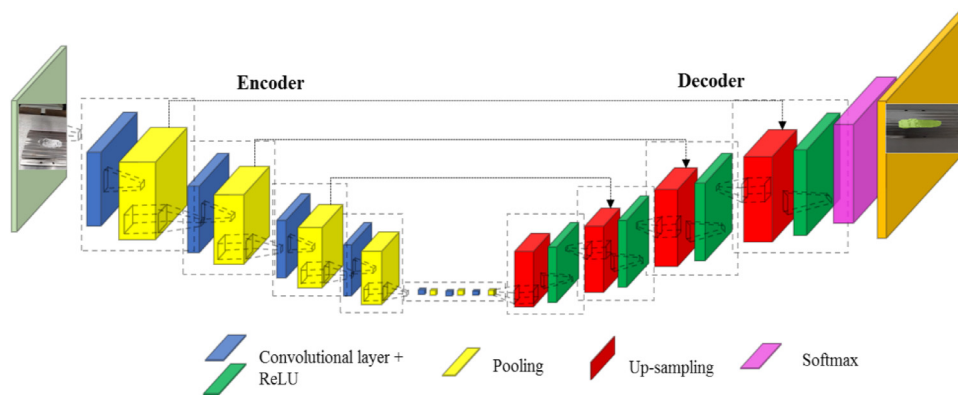 Encoder
Decoder
Convolutional layer +
ReLU
Pooling
Up-sampling
Softmax